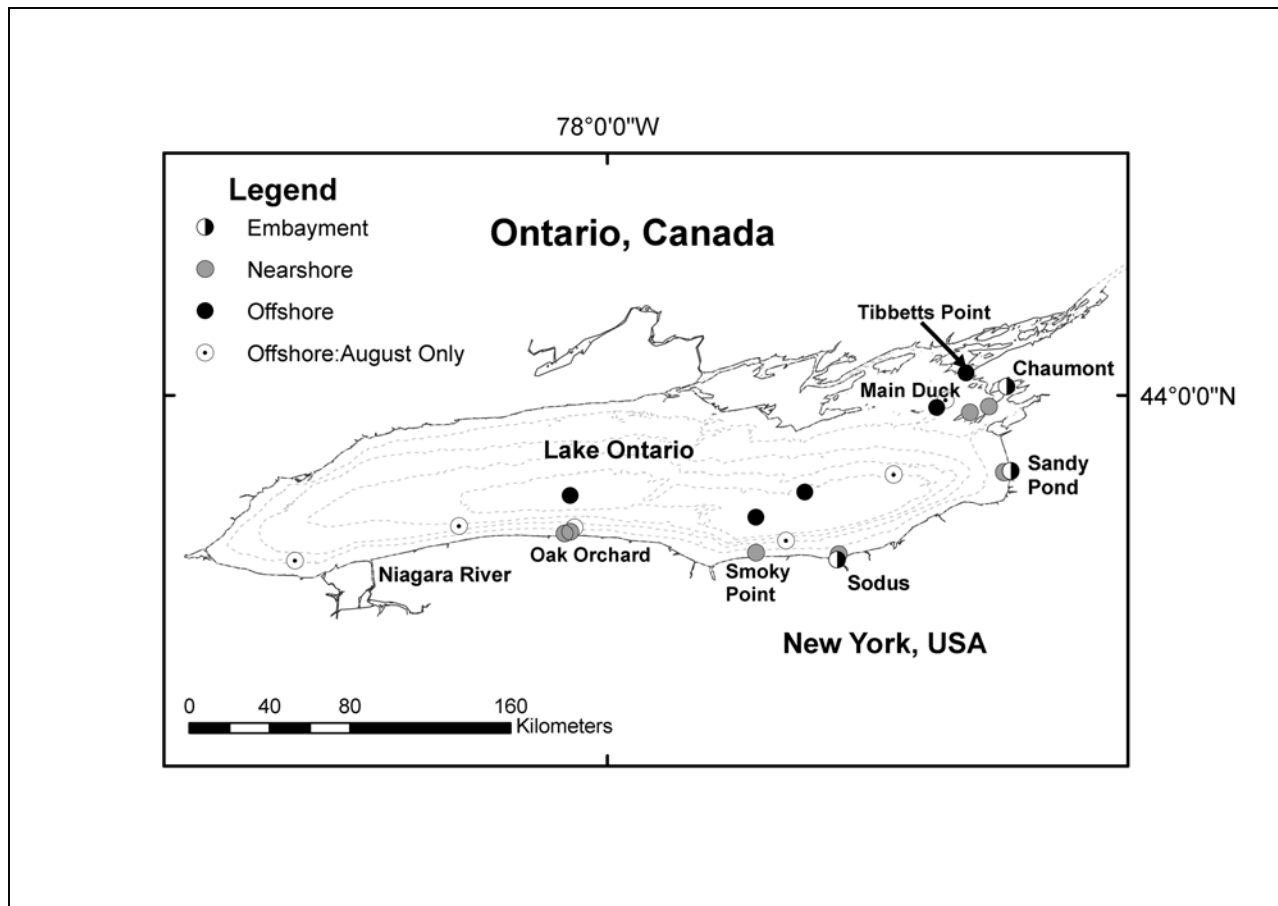 78°0'0"W
Legend
Embayment
Nearshore
Offshore
Offshore:August Only
Ontario, Canada
Tibbetts Point
Chaumont
Main Duck
44°0'0"N
Lake Ontario
Sandy
Pond
Oak Orchard
Niagara River
Smoky
Point
Sodus
New York, USA
0 40 80 160
Kilometers